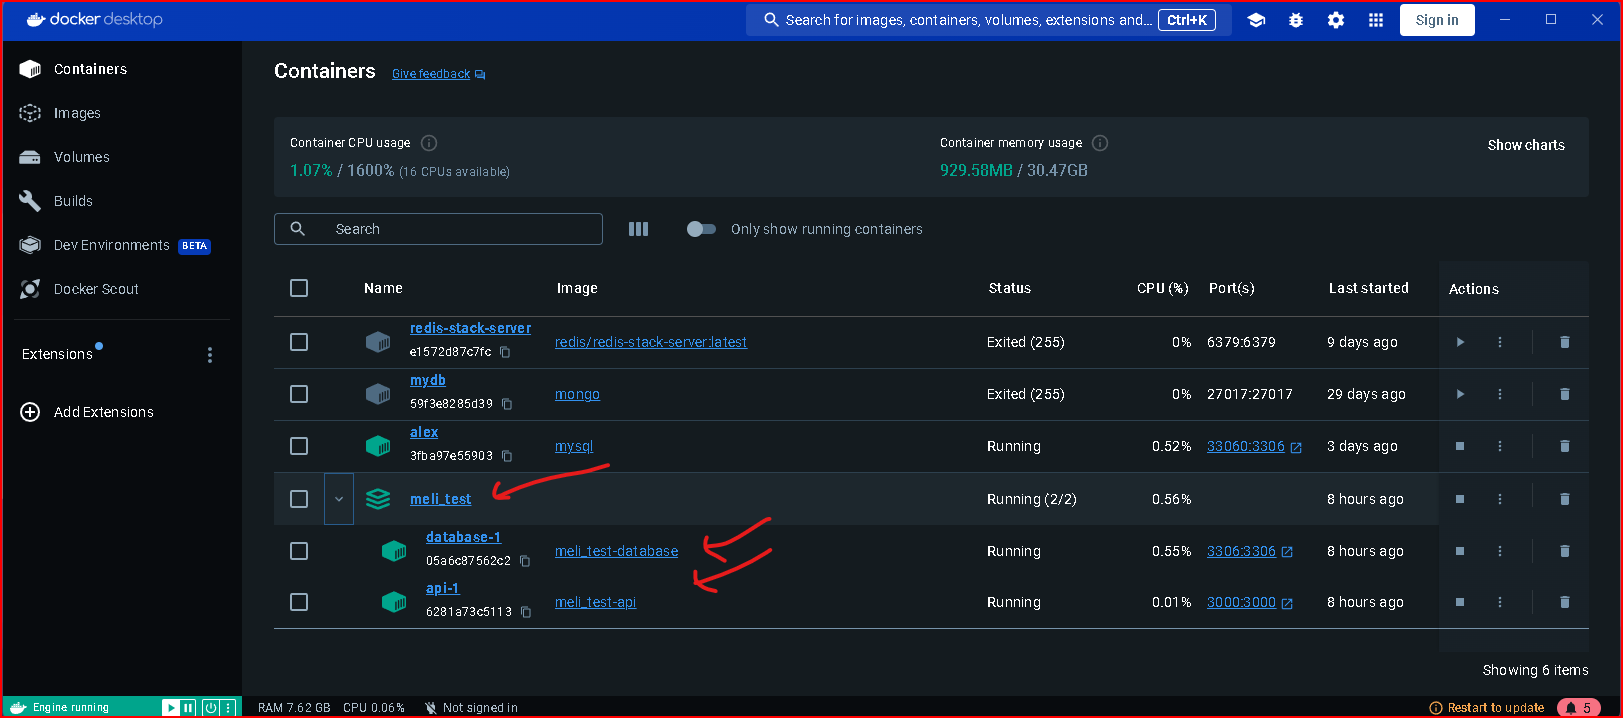 docker desktop
Search for images, containers, volumes, extensions and... Ctrl+K
Sign in
Containers
Images
Volumes
Builds
Dev Environments BETA
Docker Scout
Extensions
Add Extensions
Containers Give feedback
Container CPU usage
1.07% / 1600% (16 CPUs available)
Container memory usage
929.58MB / 30.47GB
Show charts
Search
Only show running containers
Name Image Status CPU (%) Port(s) Last started Actions
redis-stack-server
e1572d87c7fc
redis/redis-stack-server:latest Exited (255) 0% 6379:6379 9 days ago
mydb
59f3e8285d39
mongo Exited (255) 0% 27017:27017 29 days ago
alex
3fba97e55903
mysql Running 0.52% 33060:3306 3 days ago
meli_test Running (2/2) 0.56% 8 hours ago
database-1
05a6c87562c2
meli_test-database Running 0.55% 3306:3306 8 hours ago
api-1
6281a73c5113
meli_test-api Running 0.01% 3000:3000 8 hours ago
Showing 6 items
Engine running
RAM 7.62 GB CPU 0.06% Not signed in
Restart to update
5